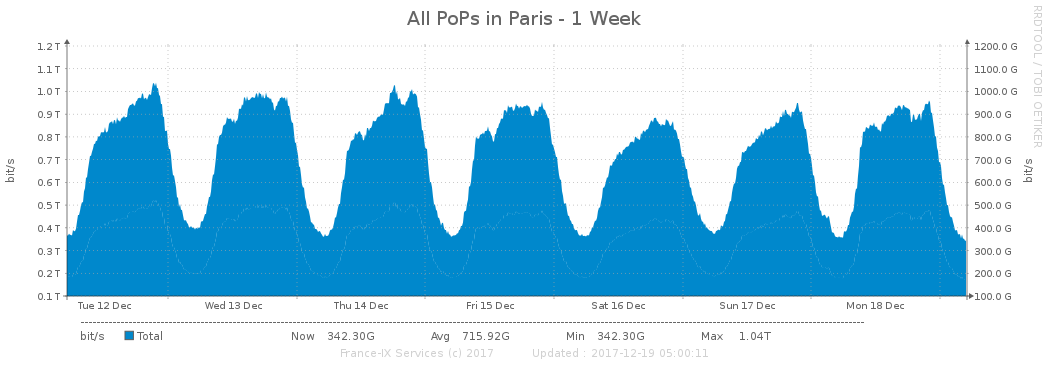 All PoPs in Paris - 1 Week
RRDTOOL / TOBI OETIKER
bit/s
1.2 T
1.1 T
1.0 T
0.9 T
0.8 T
0.7 T
0.6 T
0.5 T
0.4 T
0.3 T
0.2 T
0.1 T
1200.0 G
1100.0 G
1000.0 G
900.0 G
800.0 G
700.0 G
600.0 G
500.0 G
400.0 G
300.0 G
200.0 G
100.0 G
bit/s
Tue 12 Dec Wed 13 Dec Thu 14 Dec Fri 15 Dec Sat 16 Dec Sun 17 Dec Mon 18 Dec
bit/s Total Now 342.30G Avg 715.92G Min 342.30G Max 1.04T
France-IX Services (c) 2017 Updated : 2017-12-19 05:00:11